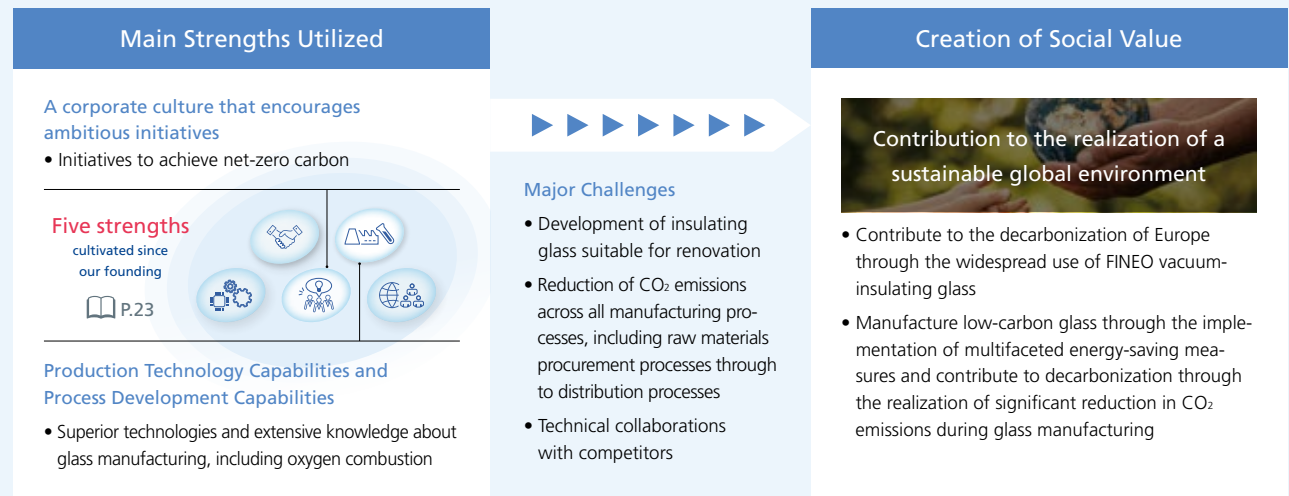 Main Strengths Utilized
A corporate culture that encourages
ambitious initiatives
• Initiatives to achieve net-zero carbon
Five strengths
cultivated since
our founding
P.23
Production Technology Capabilities and
Process Development Capabilities
• Superior technologies and extensive knowledge about
glass manufacturing, including oxygen combustion
Major Challenges
• Development of insulating
glass suitable for renovation
• Reduction of CO₂ emissions
across all manufacturing pro-
cesses, including raw materials
procurement processes through
to distribution processes
• Technical collaborations
with competitors
Creation of Social Value
Contribution to the realization of a
sustainable global environment
• Contribute to the decarbonization of Europe
through the widespread use of FINEO vacuum-
insulating glass
• Manufacture low-carbon glass through the imple-
mentation of multifaceted energy-saving mea-
sures and contribute to decarbonization through
the realization of significant reduction in CO₂
emissions during glass manufacturing